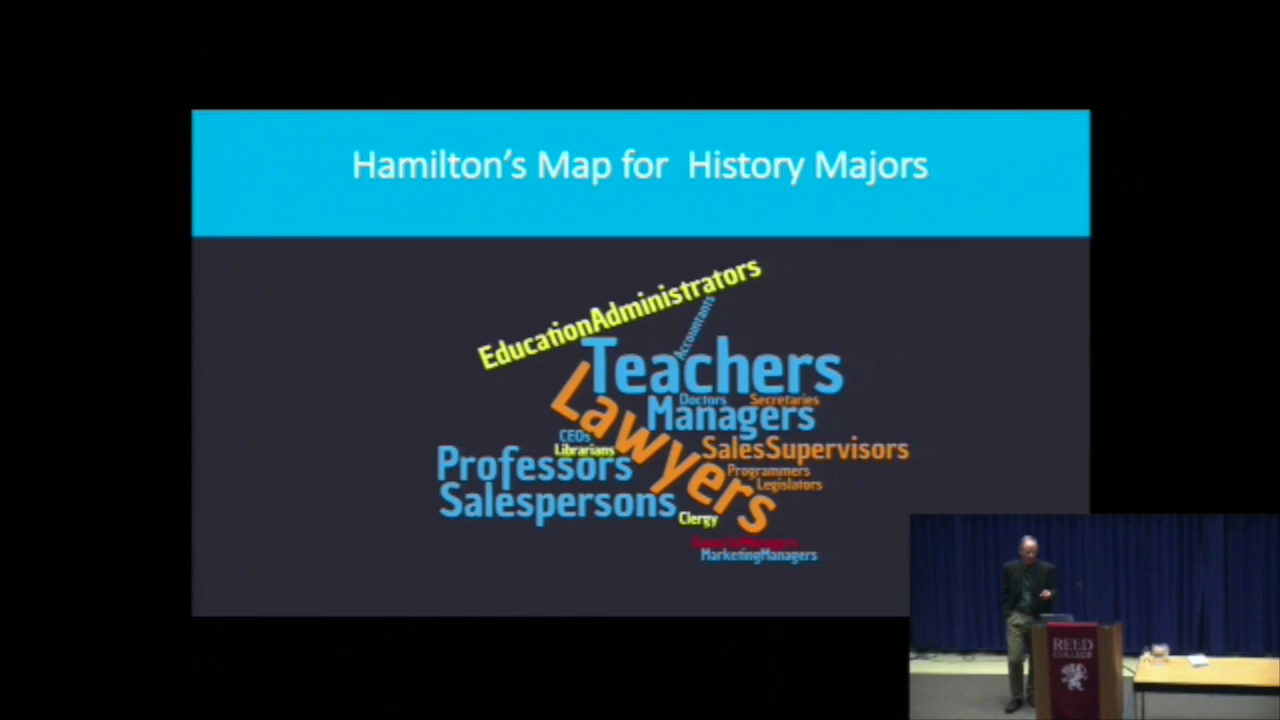 Hamilton's Map for History Majors
EducationAdministrators
Accountants
Teachers
Lawyers
Doctors
Secretaries
Managers
CEOs
Librarians
SalesSupervisors
Professors
Programmers
Legislators
Salespersons
Clergy
MarketingManagers
REED
COLLEGE